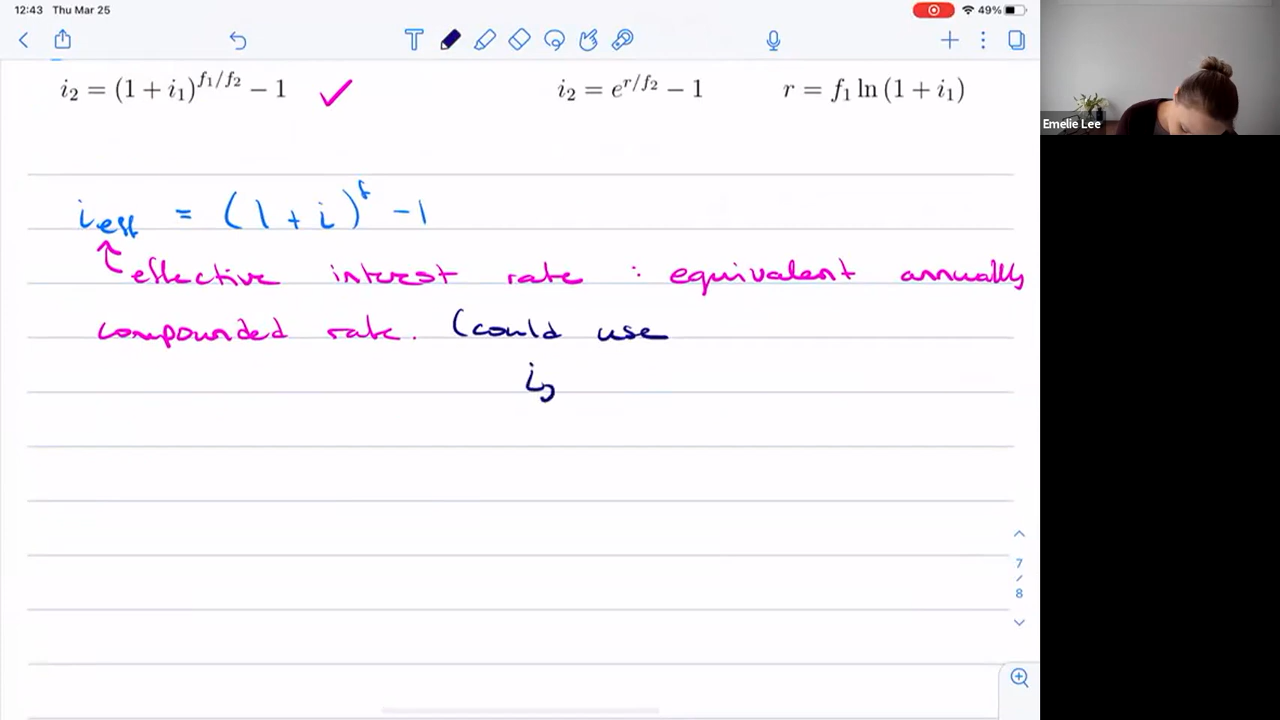 12:43 Thu Mar 25
49%
T
i₂ = (1 + i₁)^{f₁/f₂} − 1 ✓ i₂ = e^{r/f₂} − 1 r = f₁ ln (1 + i₁)
Emelie Lee
i_eff = (1 + i)^f − 1
effective interest rate : equivalent annually
compounded rate. (could use
i₂
7
/
8